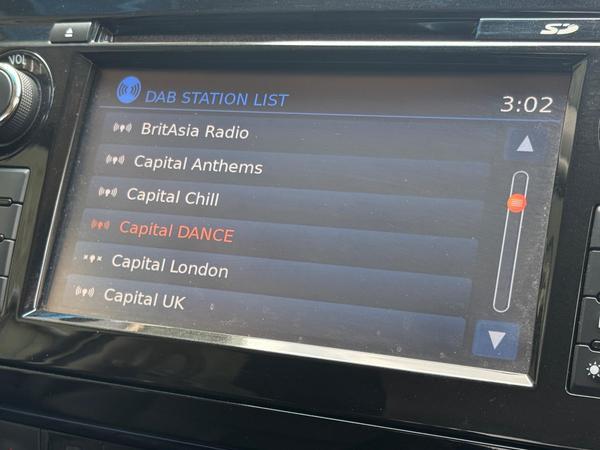 VOL
SD
DAB STATION LIST
3:02
BritAsia Radio
Capital Anthems
Capital Chill
Capital DANCE
Capital London
Capital UK